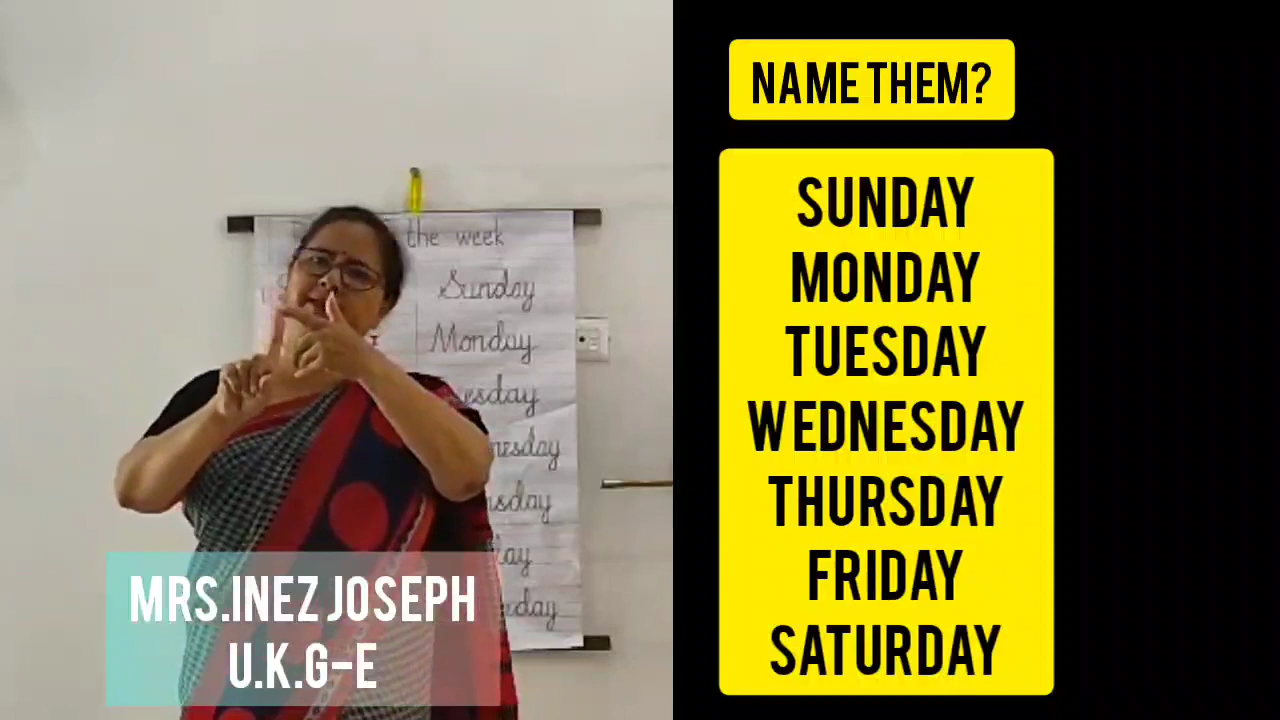 the week
Sunday
Monday
MRS.INEZ JOSEPH
U.K.G-E
NAME THEM?
SUNDAY
MONDAY
TUESDAY
WEDNESDAY
THURSDAY
FRIDAY
SATURDAY